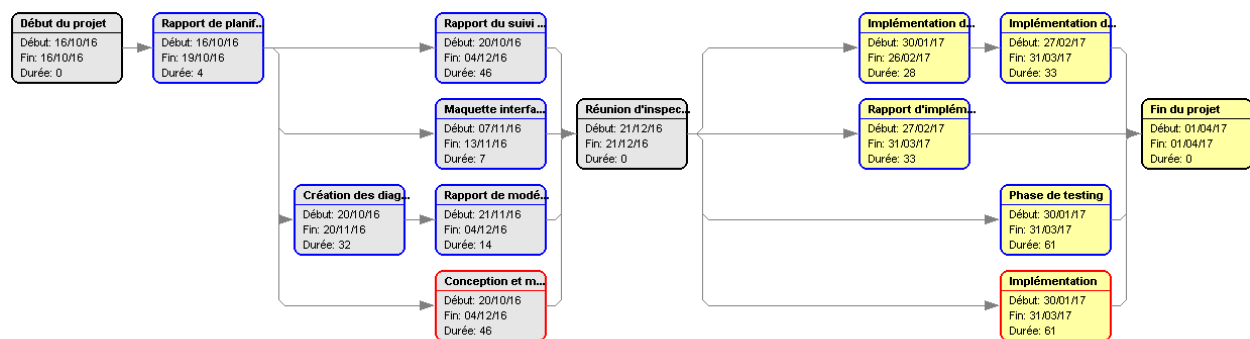 Début du projet
Début: 16/10/16
Fin: 16/10/16
Durée: 0
Rapport de planif...
Début: 16/10/16
Fin: 19/10/16
Durée: 4
Rapport du suivi ...
Début: 20/10/16
Fin: 04/12/16
Durée: 46
Maquette interfa...
Début: 07/11/16
Fin: 13/11/16
Durée: 7
Création des diag...
Début: 20/10/16
Fin: 20/11/16
Durée: 32
Rapport de modé...
Début: 21/11/16
Fin: 04/12/16
Durée: 14
Conception et m...
Début: 20/10/16
Fin: 04/12/16
Durée: 46
Réunion d'inspec...
Début: 21/12/16
Fin: 21/12/16
Durée: 0
Implémentation d...
Début: 30/01/17
Fin: 26/02/17
Durée: 28
Implémentation d...
Début: 27/02/17
Fin: 31/03/17
Durée: 33
Rapport d'implém...
Début: 27/02/17
Fin: 31/03/17
Durée: 33
Phase de testing
Début: 30/01/17
Fin: 31/03/17
Durée: 61
Implémentation
Début: 30/01/17
Fin: 31/03/17
Durée: 61
Fin du projet
Début: 01/04/17
Fin: 01/04/17
Durée: 0